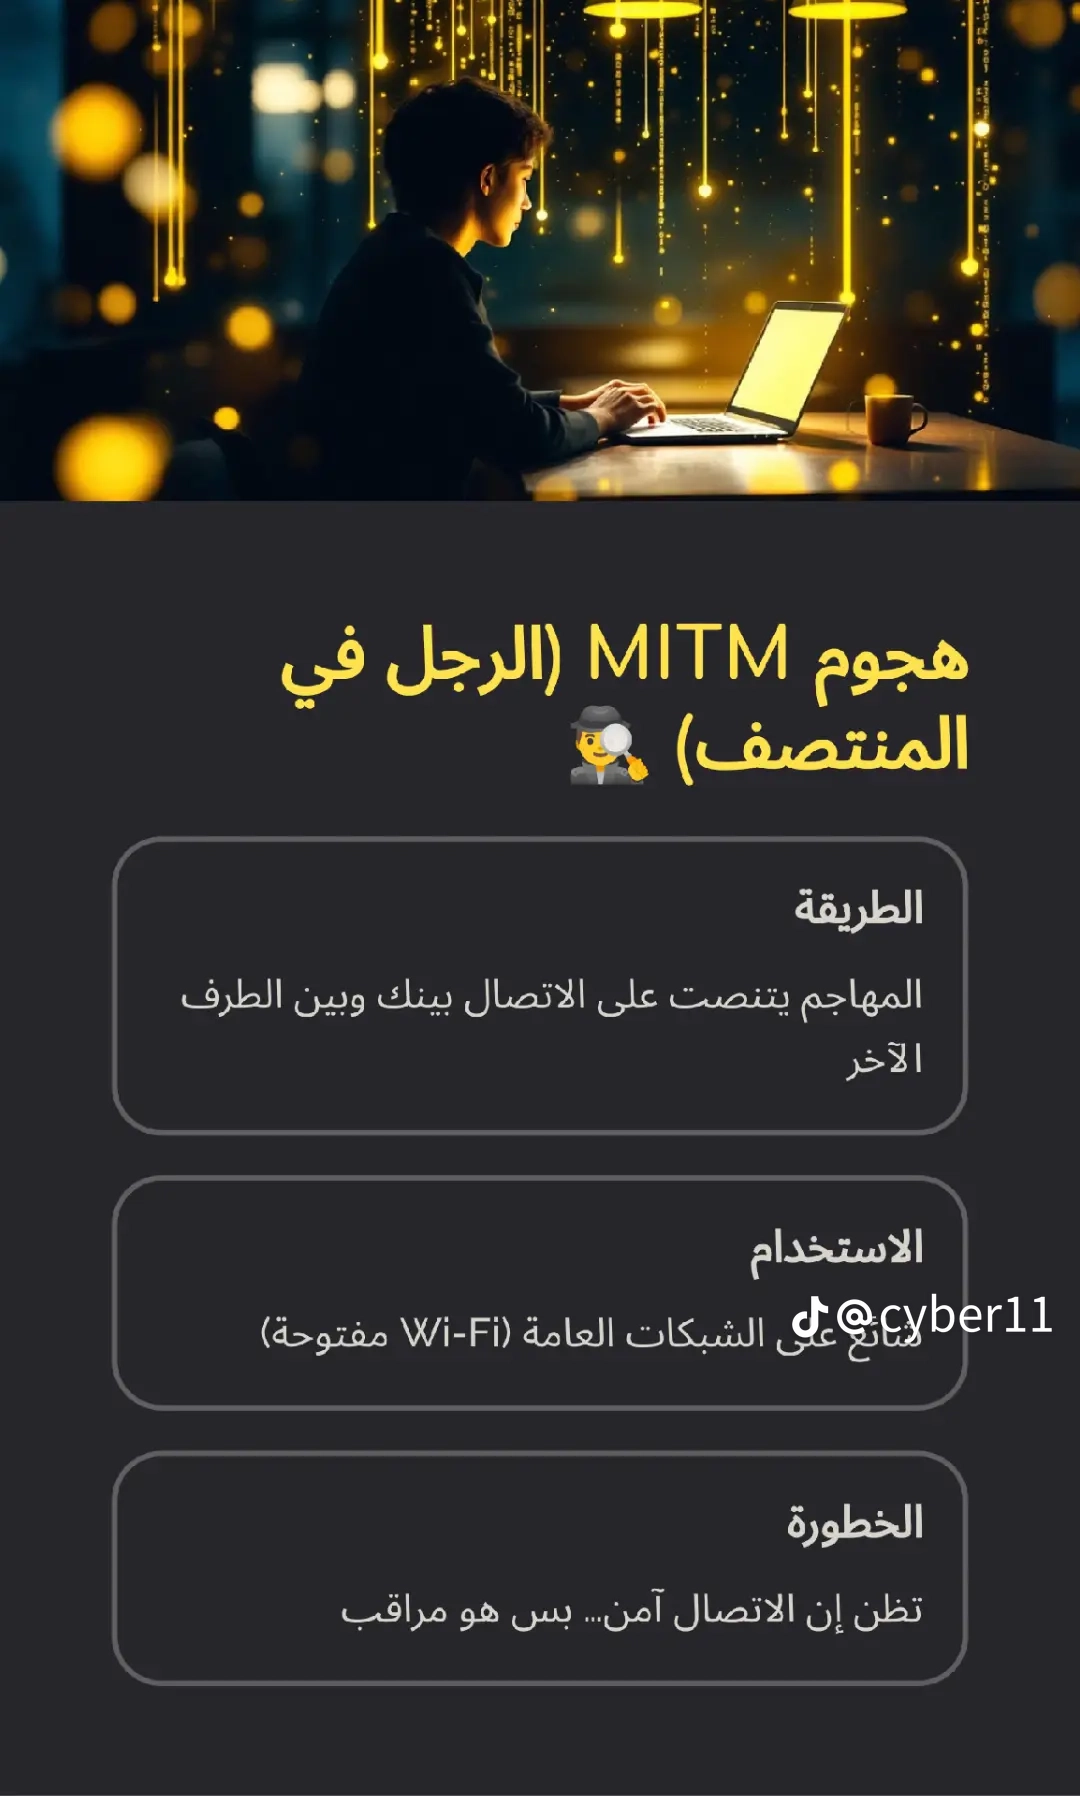 هجوم MITM (الرجل في
المنتصف) 🕵️‍♂️
الطريقة
المهاجم يتنصت على الاتصال بينك وبين الطرف
الآخر
الاستخدام
@cyber11
شائع على الشبكات العامة (Wi-Fi مفتوحة)
الخطورة
تظن إن الاتصال آمن... بس هو مراقب